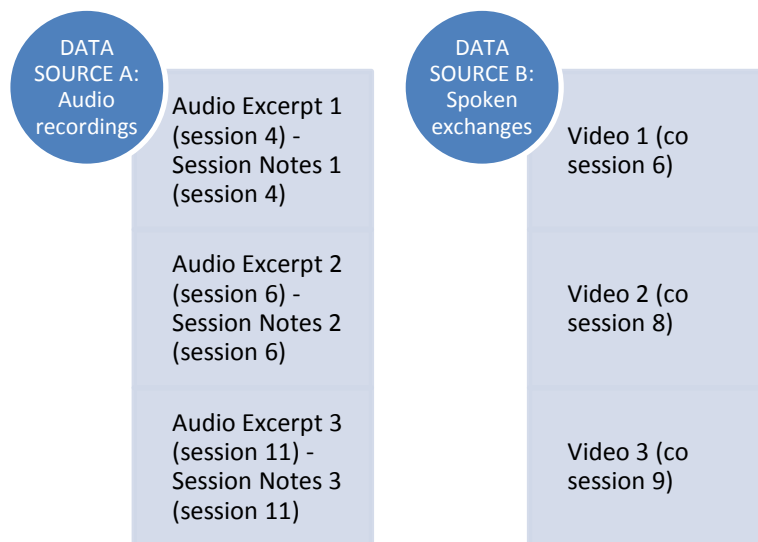 DATA
SOURCE A:
Audio
recordings
Audio Excerpt 1
(session 4) -
Session Notes 1
(session 4)
Audio Excerpt 2
(session 6) -
Session Notes 2
(session 6)
Audio Excerpt 3
(session 11) -
Session Notes 3
(session 11)
DATA
SOURCE B:
Spoken
exchanges
Video 1 (co
session 6)
Video 2 (co
session 8)
Video 3 (co
session 9)